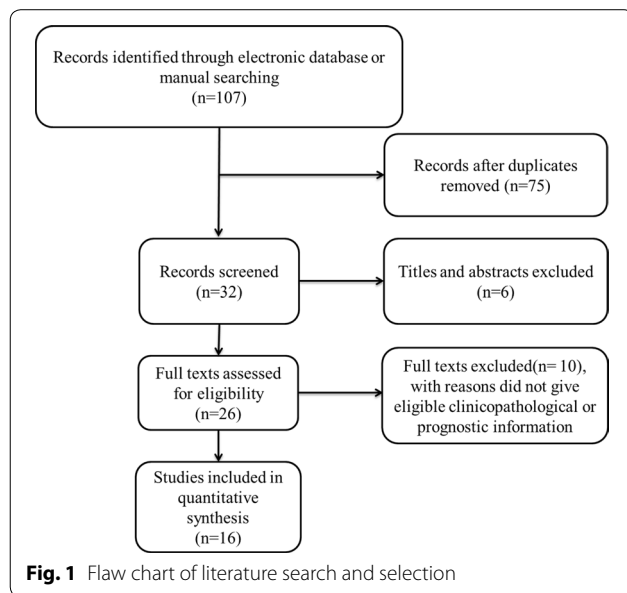 Records identified through electronic database or
manual searching
(n=107)
Records after duplicates
removed (n=75)
Records screened
(n=32)
Titles and abstracts excluded
(n=6)
Full texts assessed
for eligibility
(n=26)
Full texts excluded(n= 10),
with reasons did not give
eligible clinicopathological or
prognostic information
Studies included in
quantitative
synthesis
(n=16)
Fig. 1 Flaw chart of literature search and selection